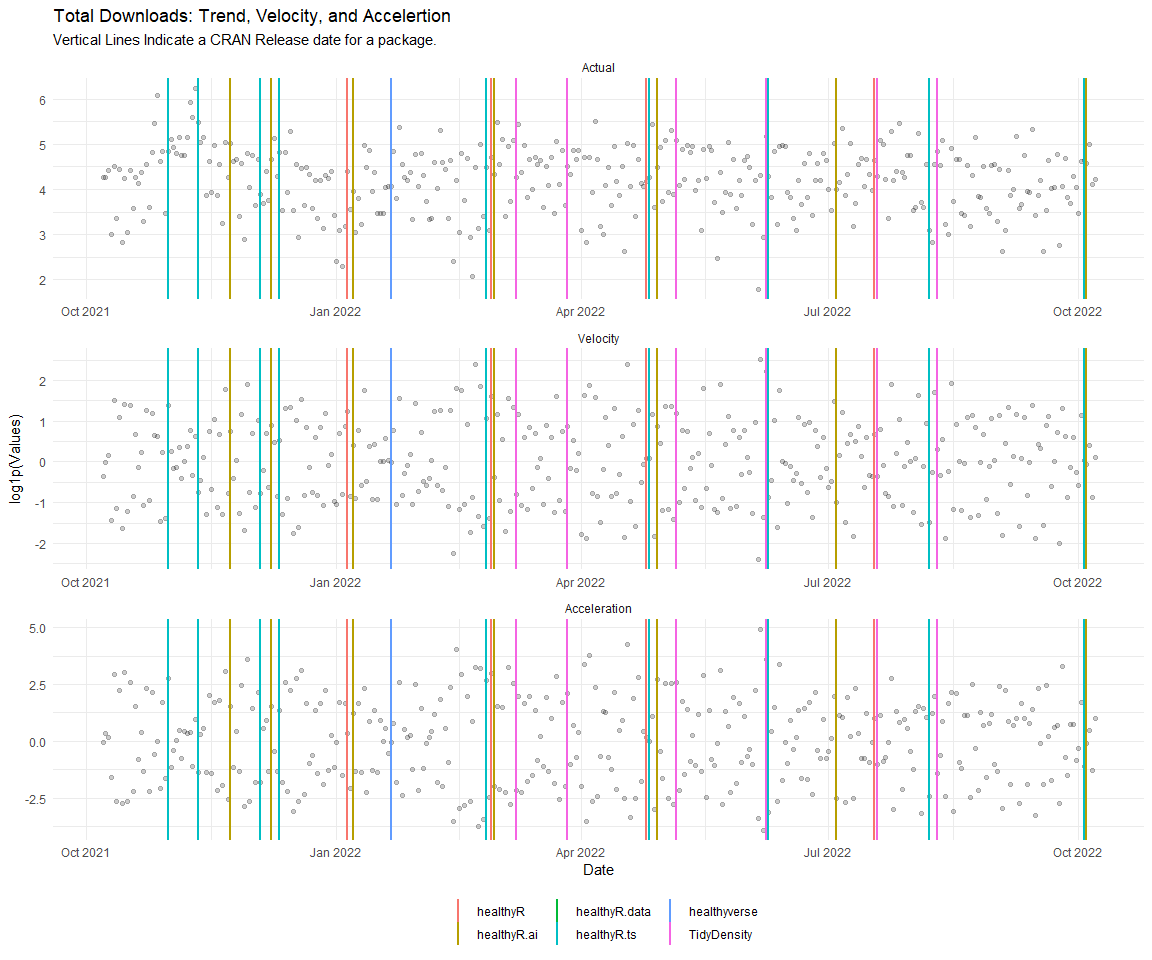 Total Downloads: Trend, Velocity, and Accelertion
Vertical Lines Indicate a CRAN Release date for a package.
Actual
6
5
4
3
2
Oct 2021 Jan 2022 Apr 2022 Jul 2022 Oct 2022
Velocity
2
1
0
-1
-2
Oct 2021 Jan 2022 Apr 2022 Jul 2022 Oct 2022
log1p(Values)
Acceleration
5.0
2.5
0.0
-2.5
Oct 2021 Jan 2022 Apr 2022 Jul 2022 Oct 2022
Date
healthyR healthyR.data healthyverse
healthyR.ai healthyR.ts TidyDensity